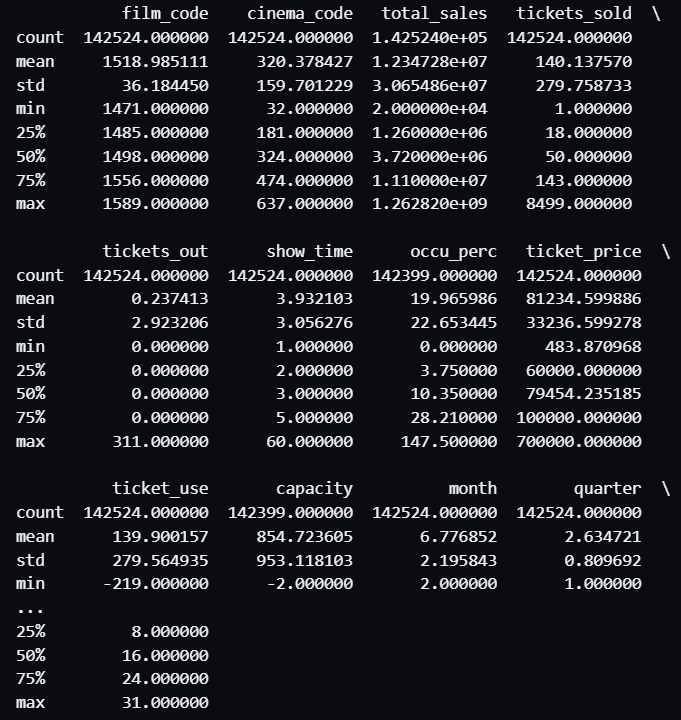 film_code cinema_code total_sales tickets_sold \
count 142524.000000 142524.000000 1.425240e+05 142524.000000
mean 1518.985111 320.378427 1.234728e+07 140.137570
std 36.184450 159.701229 3.065486e+07 279.758733
min 1471.000000 32.000000 2.000000e+04 1.000000
25% 1485.000000 181.000000 1.260000e+06 18.000000
50% 1498.000000 324.000000 3.720000e+06 50.000000
75% 1556.000000 474.000000 1.110000e+07 143.000000
max 1589.000000 637.000000 1.262820e+09 8499.000000
tickets_out show_time occu_perc ticket_price \
count 142524.000000 142524.000000 142399.000000 142524.000000
mean 0.237413 3.932103 19.965986 81234.599886
std 2.923206 3.056276 22.653445 33236.599278
min 0.000000 1.000000 0.000000 483.870968
25% 0.000000 2.000000 3.750000 60000.000000
50% 0.000000 3.000000 10.350000 79454.235185
75% 0.000000 5.000000 28.210000 100000.000000
max 311.000000 60.000000 147.500000 700000.000000
ticket_use capacity month quarter \
count 142524.000000 142399.000000 142524.000000 142524.000000
mean 139.900157 854.723605 6.776852 2.634721
std 279.564935 953.118103 2.195843 0.809692
min -219.000000 -2.000000 2.000000 1.000000
...
25% 8.000000
50% 16.000000
75% 24.000000
max 31.000000